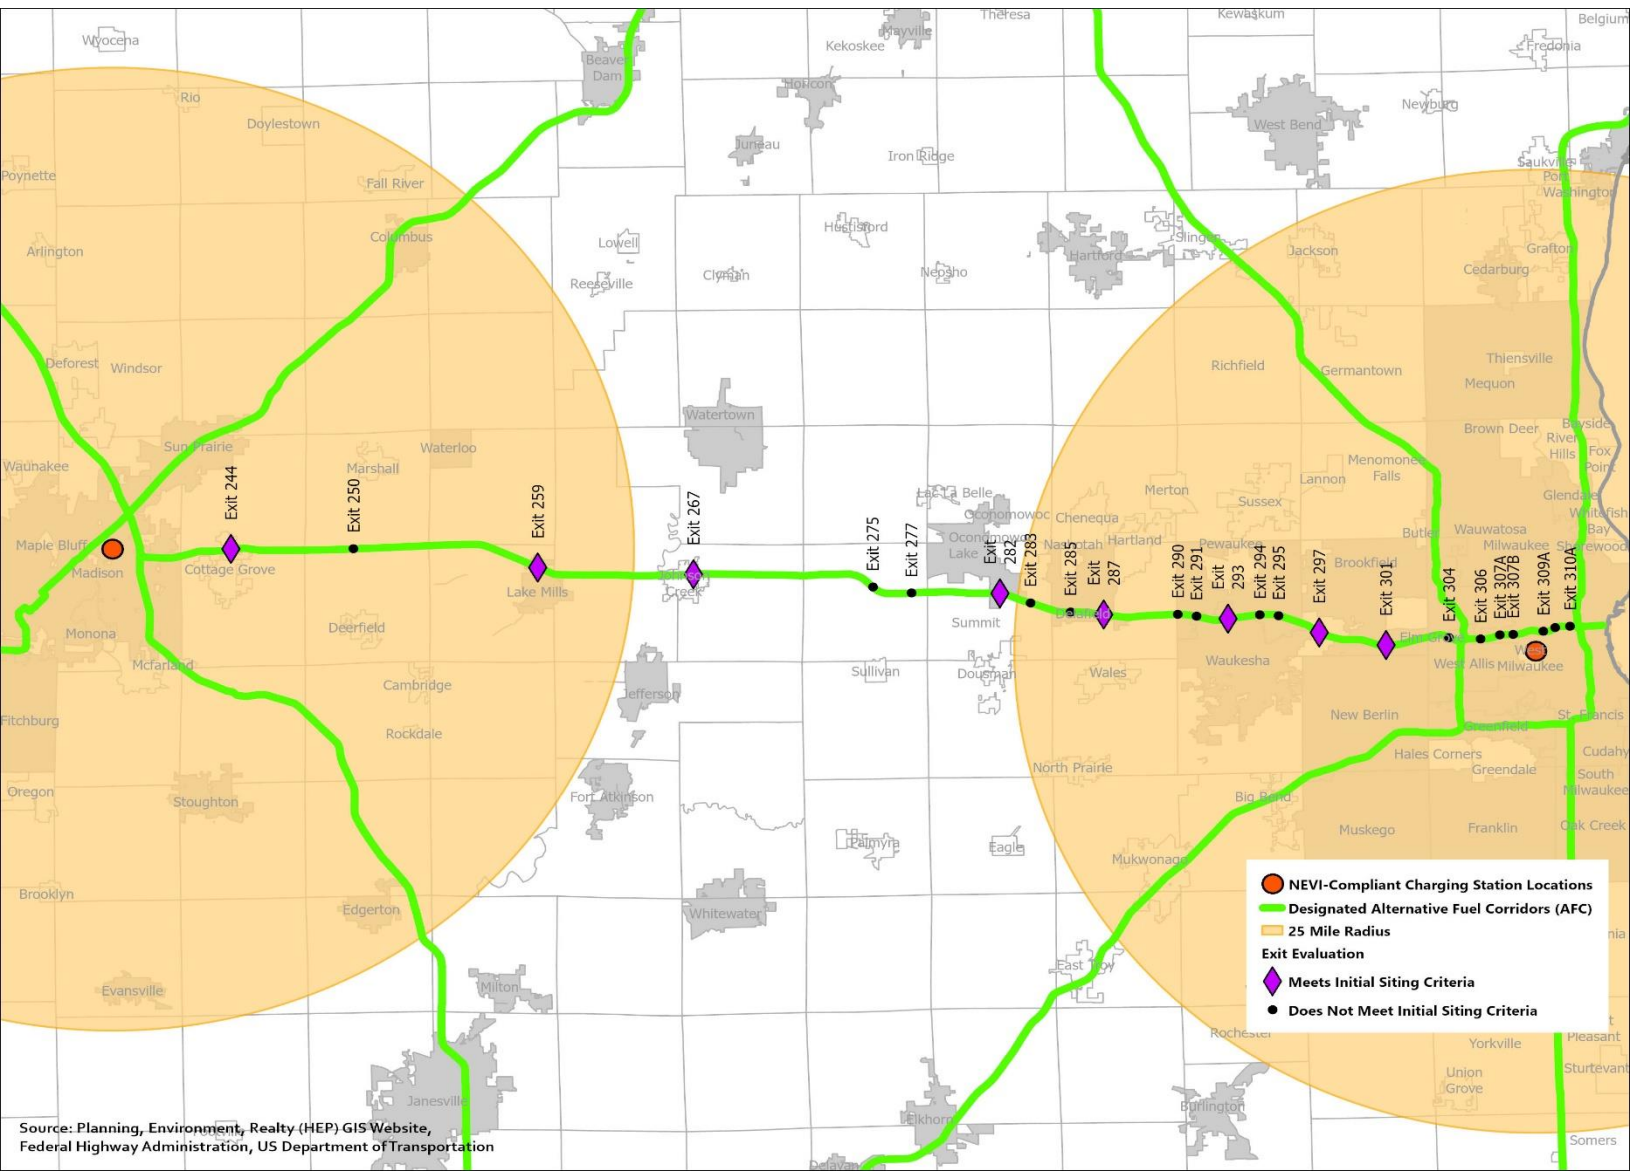 Theresa
Kewaskum
Belgium
Wyocena
Mayville
Kekoskee
Fredonia
Beaver
Dam
Horicon
Rio
Newburg
Doylestown
West Bend
Juneau
Iron Ridge
Saukville
Port
Washington
Poynette
Fall River
Columbus
Hustisford
Lowell
Slinger
Jackson
Grafton
Arlington
Hartford
Cedarburg
Clyman
Neosho
Reeseville
Deforest
Windsor
Richfield
Germantown
Thiensville
Mequon
Watertown
Bayside
Brown Deer
River
Hills
Fox
Point
Sun Prairie
Waterloo
Waunakee
Marshall
Menomonee
Falls
Lannon
Merton
Sussex
Lac La Belle
Glendale
Whitefish
Bay
Oconomowoc
Oconomowoc
Lake
Chenequa
Hartland
Nashotah
Pewaukee
Butler
Wauwatosa
Milwaukee
Shorewood
Brookfield
Exit 244
Exit 250
Exit 259
Exit 267
Exit 275
Exit 277
Exit
282
Exit 283
Exit 285
Exit
287
Exit 290
Exit 291
Exit
293
Exit 294
Exit 295
Exit 297
Exit 301
Exit 304
Exit 306
Exit 307A
Exit 307B
Exit 309A
Exit 310A
Maple Bluff
Madison
Cottage Grove
Lake Mills
Johnson
Creek
Summit
Delafield
Elm Grove
Monona
Deerfield
Mcfarland
Sullivan
Dousman
Wales
Waukesha
West Allis
West
Milwaukee
Cambridge
Jefferson
Fitchburg
Rockdale
New Berlin
St. Francis
Greenfield
Hales Corners
Greendale
Cudahy
South
Milwaukee
North Prairie
Oregon
Stoughton
Fort Atkinson
Big Bend
Muskego
Franklin
Oak Creek
Palmyra
Eagle
Mukwonago
Brooklyn
Edgerton
Whitewater
East Troy
Evansville
Milton
NEVI-Compliant Charging Station Locations
Designated Alternative Fuel Corridors (AFC)
25 Mile Radius
Exit Evaluation
Meets Initial Siting Criteria
Does Not Meet Initial Siting Criteria
Rochester
Yorkville
Pleasant
Union
Grove
Sturtevant
Janesville
Elkhorn
Burlington
Somers
Delavan
Source: Planning, Environment, Realty (HEP) GIS Website,
Federal Highway Administration, US Department of Transportation